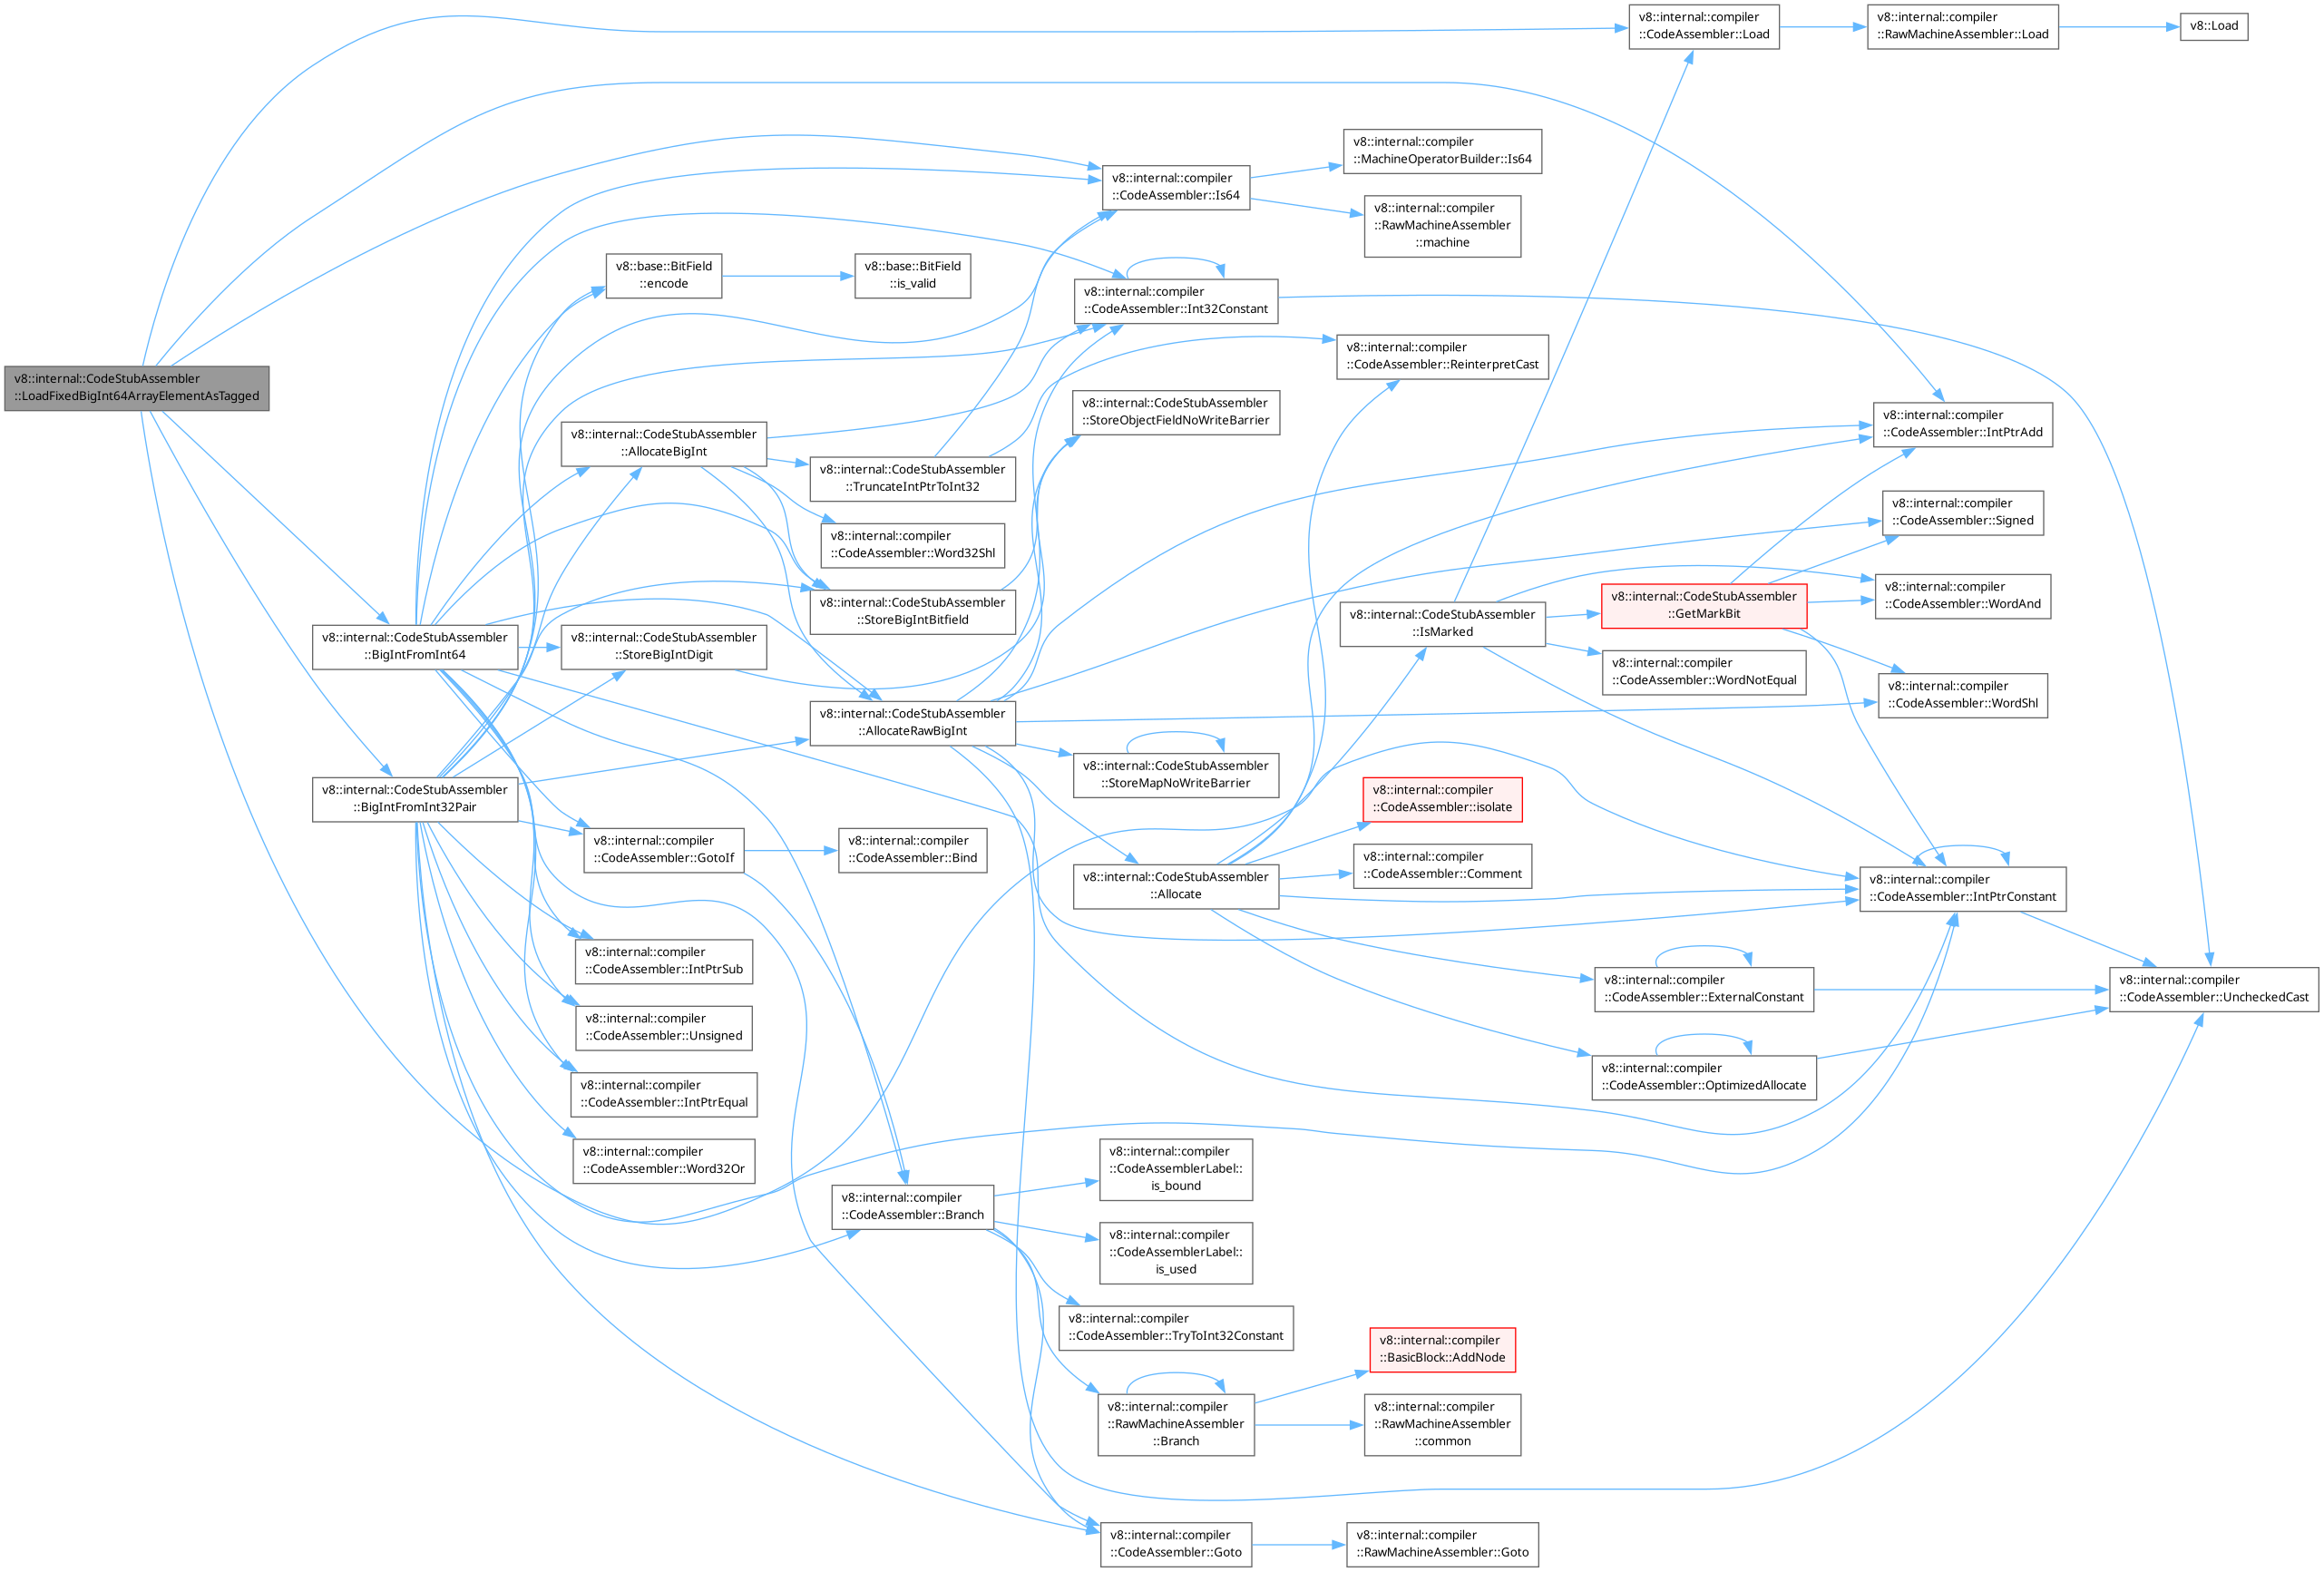 v8::internal::CodeStubAssembler
::LoadFixedBigInt64ArrayElementAsTagged
v8::internal::CodeStubAssembler
::BigIntFromInt64
v8::internal::CodeStubAssembler
::BigIntFromInt32Pair
v8::base::BitField
::encode
v8::internal::CodeStubAssembler
::AllocateBigInt
v8::internal::CodeStubAssembler
::StoreBigIntDigit
v8::internal::compiler
::CodeAssembler::GotoIf
v8::internal::compiler
::CodeAssembler::IntPtrSub
v8::internal::compiler
::CodeAssembler::Unsigned
v8::internal::compiler
::CodeAssembler::IntPtrEqual
v8::internal::compiler
::CodeAssembler::Word32Or
v8::base::BitField
::is_valid
v8::internal::CodeStubAssembler
::TruncateIntPtrToInt32
v8::internal::compiler
::CodeAssembler::Word32Shl
v8::internal::CodeStubAssembler
::StoreBigIntBitfield
v8::internal::CodeStubAssembler
::AllocateRawBigInt
v8::internal::compiler
::CodeAssembler::Bind
v8::internal::compiler
::CodeAssembler::Branch
v8::internal::compiler
::CodeAssembler::Is64
v8::internal::compiler
::CodeAssembler::Int32Constant
v8::internal::CodeStubAssembler
::StoreObjectFieldNoWriteBarrier
v8::internal::CodeStubAssembler
::StoreMapNoWriteBarrier
v8::internal::CodeStubAssembler
::Allocate
v8::internal::compiler
::CodeAssemblerLabel::
is_bound
v8::internal::compiler
::CodeAssemblerLabel::
is_used
v8::internal::compiler
::CodeAssembler::TryToInt32Constant
v8::internal::compiler
::RawMachineAssembler
::Branch
v8::internal::compiler
::CodeAssembler::Goto
v8::internal::compiler
::MachineOperatorBuilder::Is64
v8::internal::compiler
::RawMachineAssembler
::machine
v8::internal::compiler
::CodeAssembler::ReinterpretCast
v8::internal::CodeStubAssembler
::IsMarked
v8::internal::compiler
::CodeAssembler::isolate
v8::internal::compiler
::CodeAssembler::Comment
v8::internal::compiler
::BasicBlock::AddNode
v8::internal::compiler
::RawMachineAssembler
::common
v8::internal::compiler
::RawMachineAssembler::Goto
v8::internal::compiler
::CodeAssembler::Load
v8::internal::CodeStubAssembler
::GetMarkBit
v8::internal::compiler
::CodeAssembler::WordNotEqual
v8::internal::compiler
::CodeAssembler::ExternalConstant
v8::internal::compiler
::CodeAssembler::OptimizedAllocate
v8::internal::compiler
::RawMachineAssembler::Load
v8::internal::compiler
::CodeAssembler::IntPtrAdd
v8::internal::compiler
::CodeAssembler::Signed
v8::internal::compiler
::CodeAssembler::WordAnd
v8::internal::compiler
::CodeAssembler::WordShl
v8::internal::compiler
::CodeAssembler::IntPtrConstant
v8::Load
v8::internal::compiler
::CodeAssembler::UncheckedCast